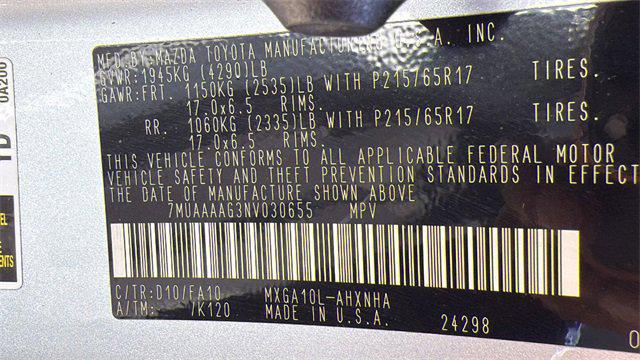 MFD.BY:MAZDA TOYOTA MANUFACTURING U.S.A. INC.
GVWR:1945KG (4290)LB
GAWR:FRT. 1150KG (2535)LB WITH P215/65R17 TIRES.
17.0x6.5 RIMS.
RR. 1060KG (2335)LB WITH P215/65R17 TIRES.
17.0x6.5 RIMS.
THIS VEHICLE CONFORMS TO ALL APPLICABLE FEDERAL MOTOR
VEHICLE SAFETY AND THEFT PREVENTION STANDARDS IN EFFECT
THE DATE OF MANUFACTURE SHOWN ABOVE
7MUAAAAG3NV030655 MPV
C/TR:D10/FA10 MXGA10L-AHXNHA
A/TM: /K120 MADE IN U.S.A. 24298